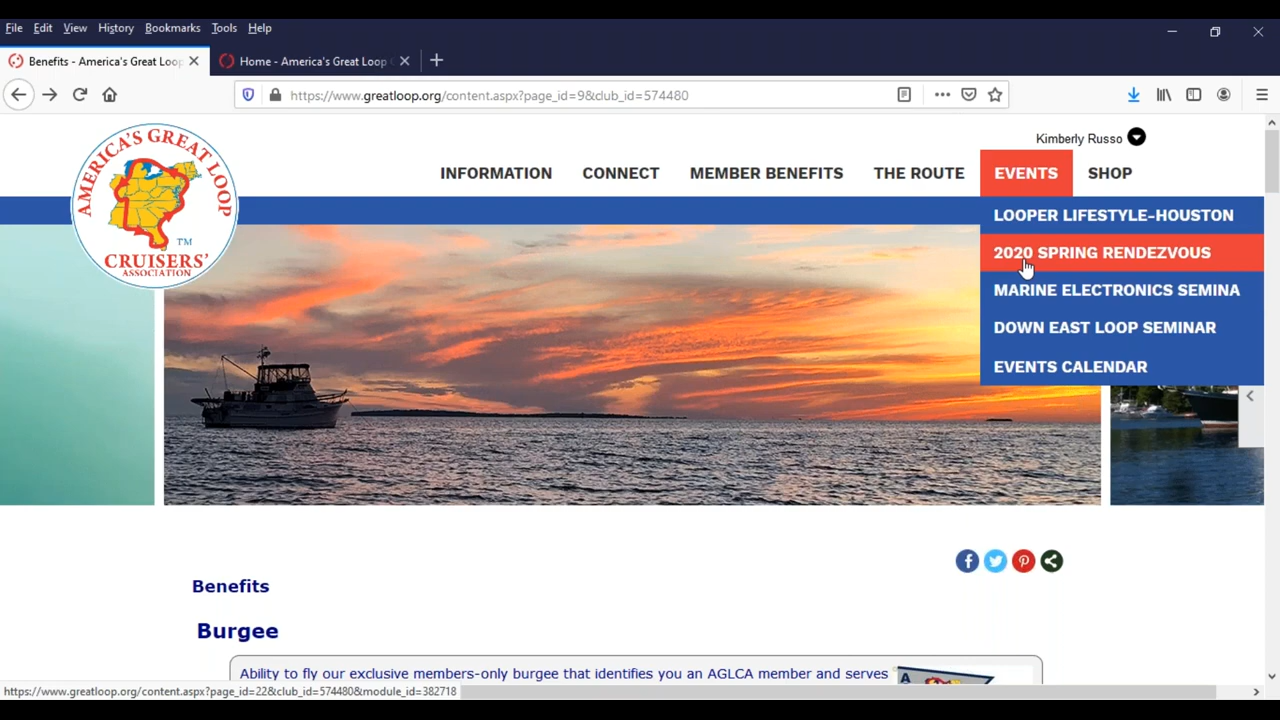 File Edit View History Bookmarks Tools Help
Benefits - America's Great Loop
Home - America's Great Loop
https://www.greatloop.org/content.aspx?page_id=9&club_id=574480
Kimberly Russo
AMERICA'S GREAT LOOP
TM
CRUISERS'
ASSOCIATION
INFORMATION CONNECT MEMBER BENEFITS THE ROUTE EVENTS SHOP
LOOPER LIFESTYLE-HOUSTON
2020 SPRING RENDEZVOUS
MARINE ELECTRONICS SEMINA
DOWN EAST LOOP SEMINAR
EVENTS CALENDAR
Benefits
Burgee
Ability to fly our exclusive members-only burgee that identifies you an AGLCA member and serves
A
https://www.greatloop.org/content.aspx?page_id=22&club_id=574480&module_id=382718